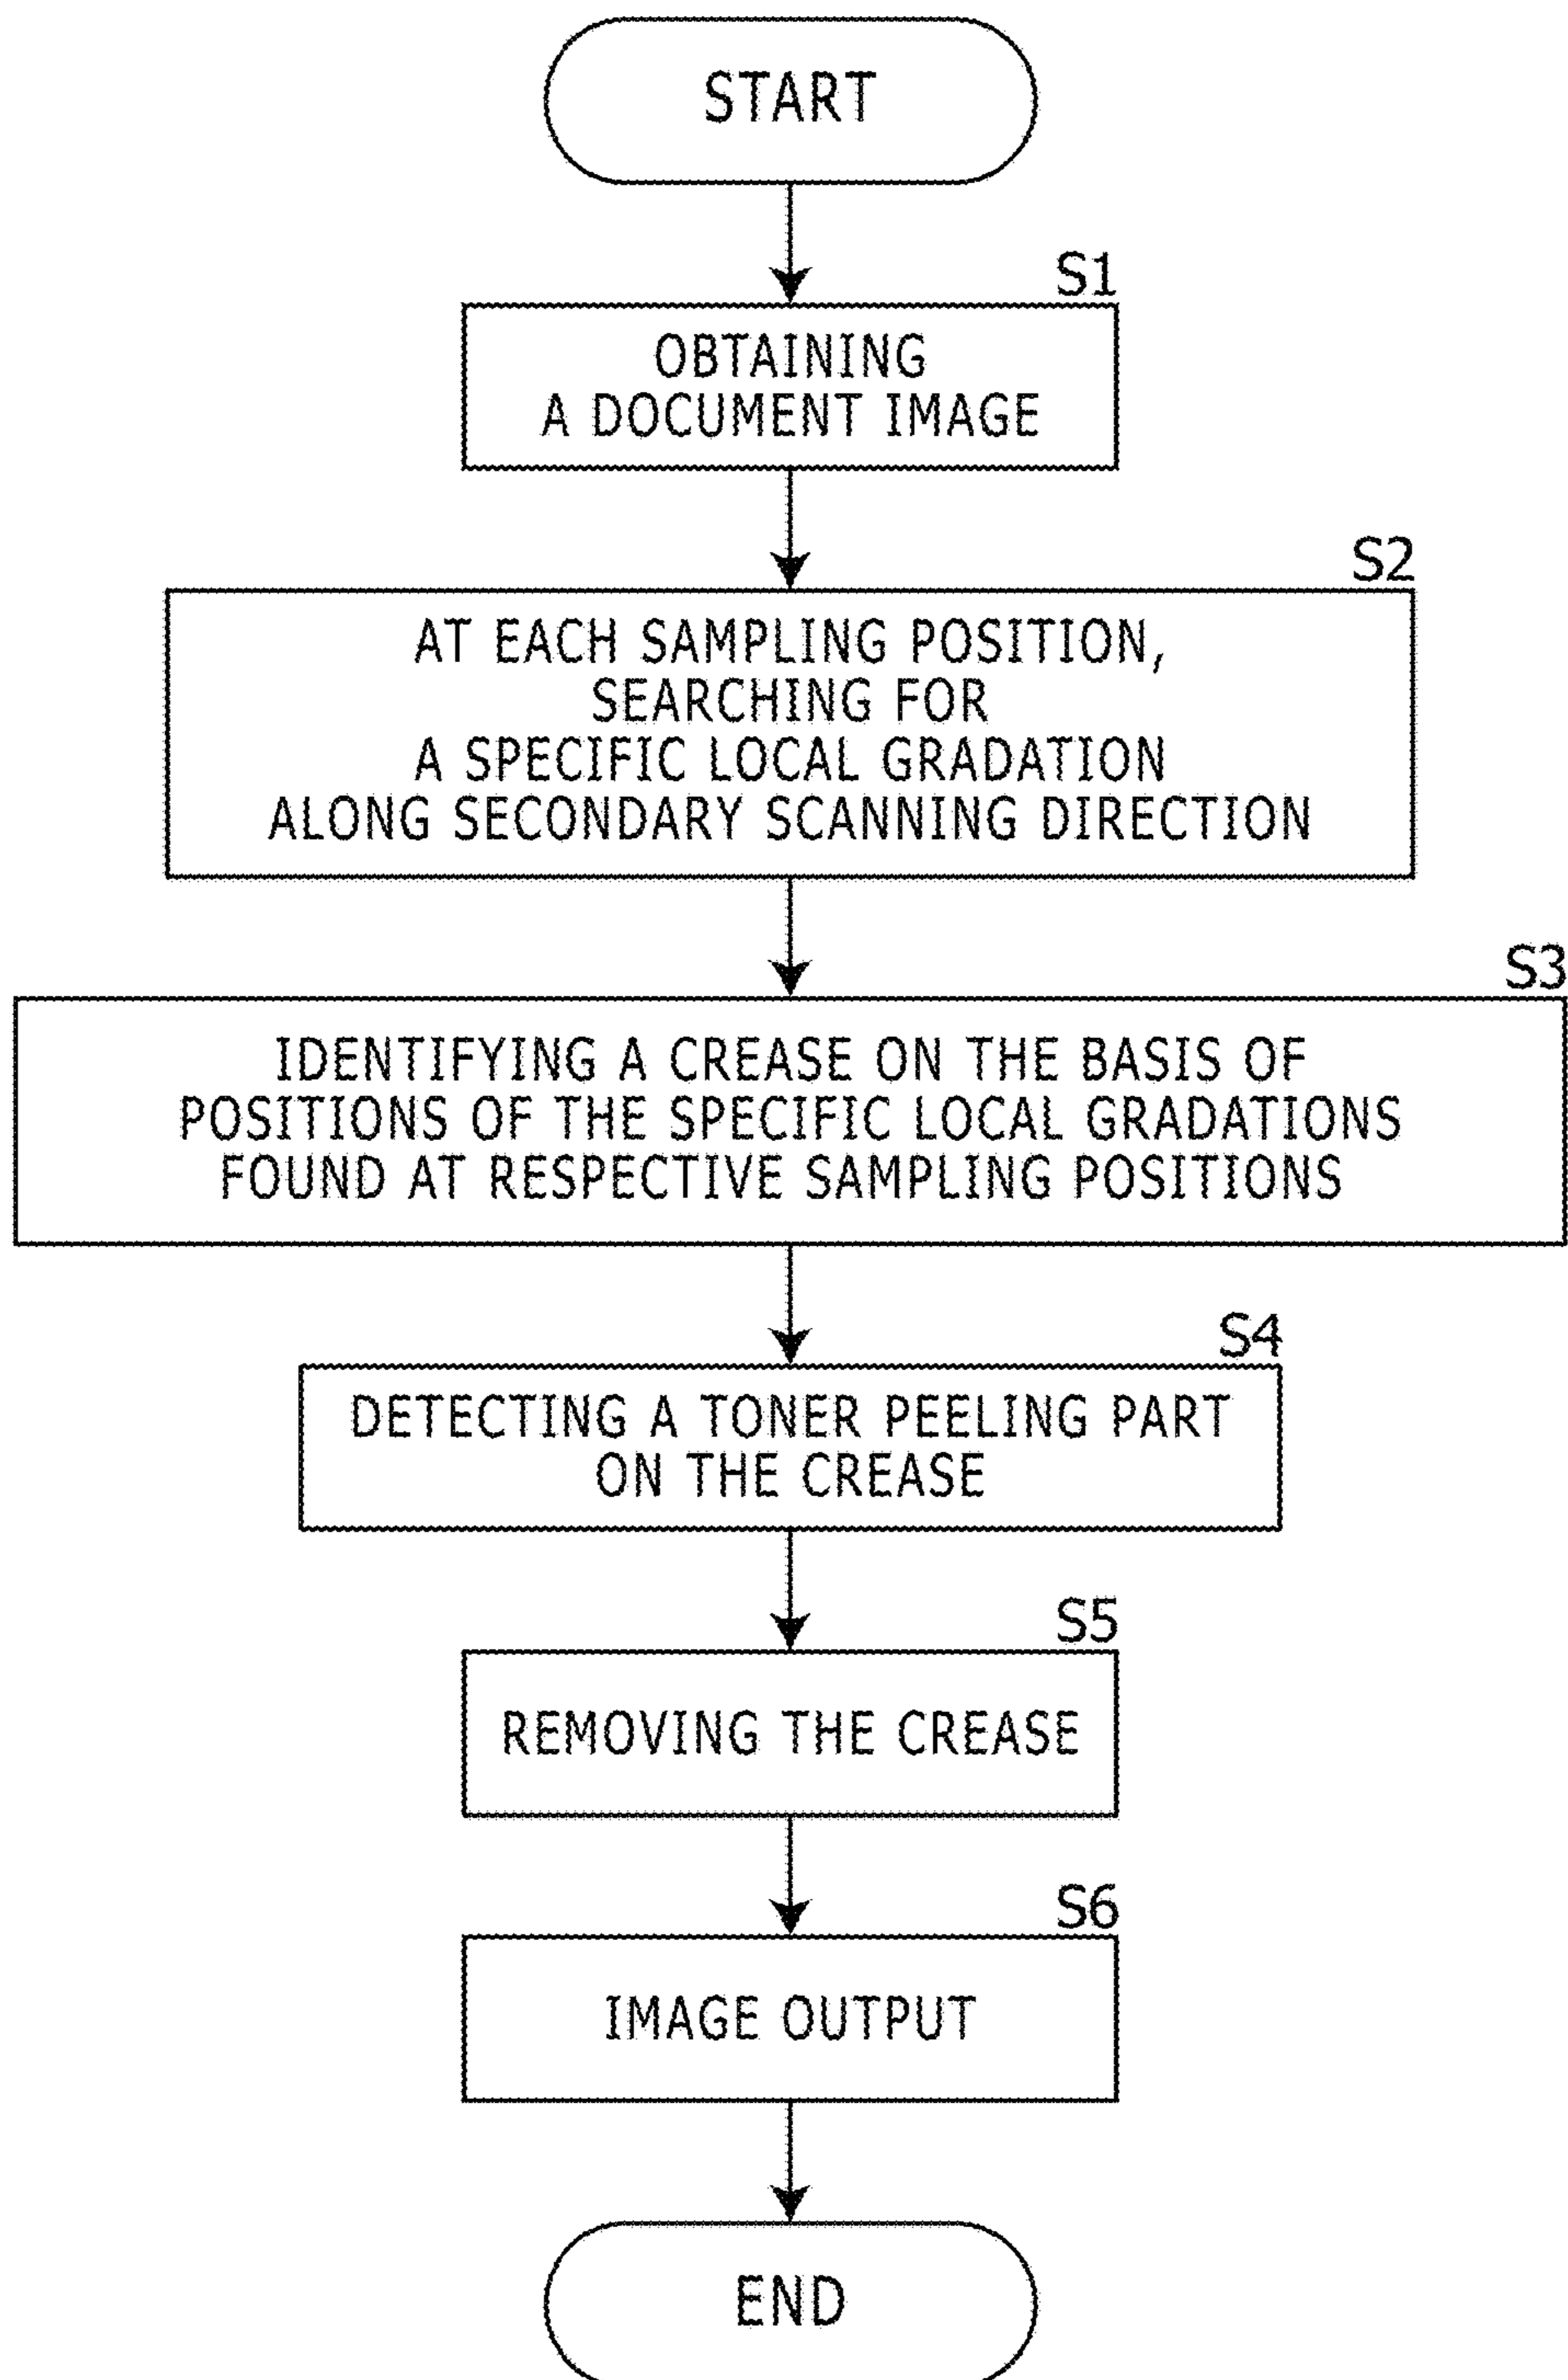 START
S1
OBTAINING
A DOCUMENT IMAGE
S2
AT EACH SAMPLING POSITION,
SEARCHING FOR
A SPECIFIC LOCAL GRADATION
ALONG SECONDARY SCANNING DIRECTION
S3
IDENTIFYING A CREASE ON THE BASIS OF
POSITIONS OF THE SPECIFIC LOCAL GRADATIONS
FOUND AT RESPECTIVE SAMPLING POSITIONS
S4
DETECTING A TONER PEELING PART
ON THE CREASE
S5
REMOVING THE CREASE
S6
IMAGE OUTPUT
END